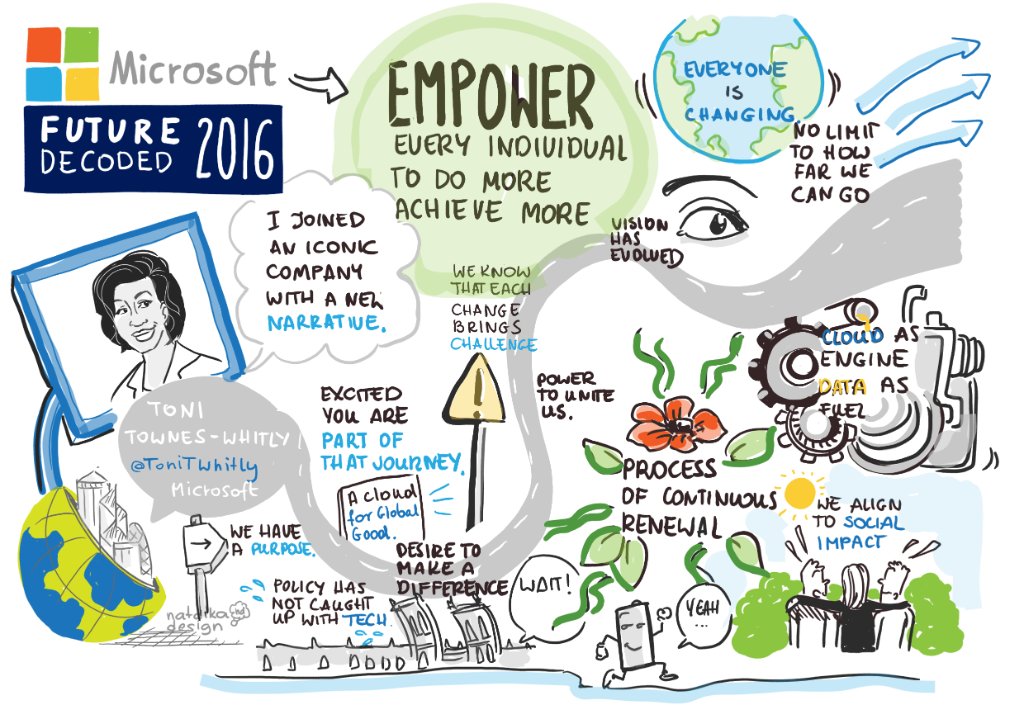 Microsoft
FUTURE
DECODED
2016
EMPOWER
EVERY INDIVIDUAL
TO DO MORE
ACHIEVE MORE
EVERYONE
IS
CHANGING
NO LIMIT
TO HOW
FAR WE
CAN GO
I JOINED
AN ICONIC
COMPANY
WITH A NEW
NARRATIVE.
VISION
HAS
EVOLVED
WE KNOW
THAT EACH
CHANGE
BRINGS
CHALLENGE
CLOUD AS
ENGINE
DATA AS
FUEL
TONI
TOWNES-WHITLY
@ToniTWhitly
Microsoft
EXCITED
YOU ARE
PART OF
THAT JOURNEY.
!
POWER
TO UNITE
US.
PROCESS
OF CONTINUOUS
RENEWAL
A cloud
for Global
Good.
WE ALIGN
TO SOCIAL
IMPACT
WE HAVE
A PURPOSE.
DESIRE TO
MAKE A
DIFFERENCE
POLICY HAS
NOT CAUGHT
UP WITH TECH.
WAIT!
YEAH
...
natalka
design
nd